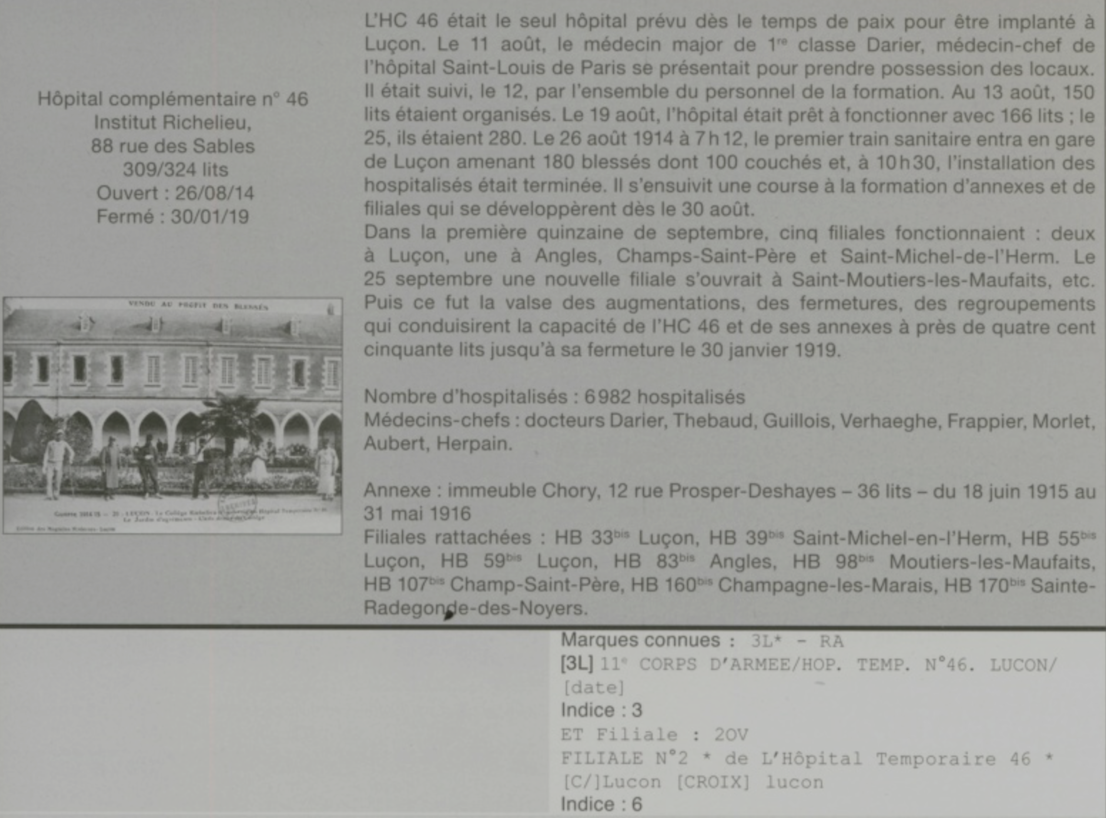 Hôpital complémentaire n° 46
Institut Richelieu,
88 rue des Sables
309/324 lits
Ouvert : 26/08/14
Fermé : 30/01/19
VENDU AU PROFIT DES BLESSÉS
L'HC 46 était le seul hôpital prévu dès le temps de paix pour être implanté à
Luçon. Le 11 août, le médecin major de 1re classe Darier, médecin-chef de
l'hôpital Saint-Louis de Paris se présentait pour prendre possession des locaux.
Il était suivi, le 12, par l'ensemble du personnel de la formation. Au 13 août, 150
lits étaient organisés. Le 19 août, l'hôpital était prêt à fonctionner avec 166 lits ; le
25, ils étaient 280. Le 26 août 1914 à 7 h 12, le premier train sanitaire entra en gare
de Luçon amenant 180 blessés dont 100 couchés et, à 10 h 30, l'installation des
hospitalisés était terminée. Il s'ensuivit une course à la formation d'annexes et de
filiales qui se développèrent dès le 30 août.
Dans la première quinzaine de septembre, cinq filiales fonctionnaient : deux
à Luçon, une à Angles, Champs-Saint-Père et Saint-Michel-de-l'Herm. Le
25 septembre une nouvelle filiale s'ouvrait à Saint-Moutiers-les-Maufaits, etc.
Puis ce fut la valse des augmentations, des fermetures, des regroupements
qui conduisirent la capacité de l'HC 46 et de ses annexes à près de quatre cent
cinquante lits jusqu'à sa fermeture le 30 janvier 1919.
Nombre d'hospitalisés : 6 982 hospitalisés
Médecins-chefs : docteurs Darier, Thebaud, Guillois, Verhaeghe, Frappier, Morlet,
Aubert, Herpain.
Annexe : immeuble Chory, 12 rue Prosper-Deshayes – 36 lits – du 18 juin 1915 au
31 mai 1916
Filiales rattachées : HB 33bis Luçon, HB 39bis Saint-Michel-en-l'Herm, HB 55bis
Luçon, HB 59bis Luçon, HB 83bis Angles, HB 98bis Moutiers-les-Maufaits,
HB 107bis Champ-Saint-Père, HB 160bis Champagne-les-Marais, HB 170bis Sainte-
Radegonde-des-Noyers.
Marques connues : 3L* - RA
[3L] 11e CORPS D'ARMEE/HOP. TEMP. N°46. LUCON/
[date]
Indice : 3
ET Filiale : 2OV
FILIALE N°2 * de L'Hôpital Temporaire 46 *
[C/]Lucon [CROIX] lucon
Indice : 6